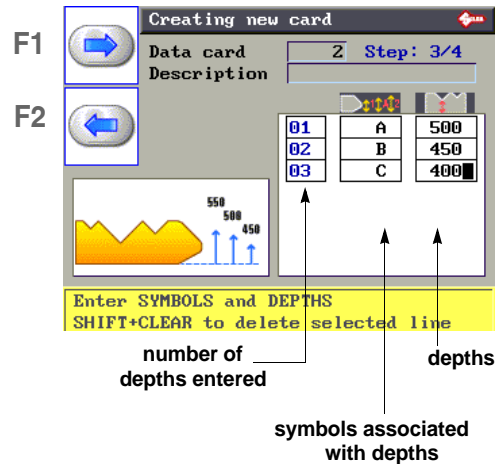 Creating new card
SILCA
F1
Data card 2 Step: 3/4
Description
F2
01 A 500
02 B 450
03 C 400
550
500
450
Enter SYMBOLS and DEPTHS
SHIFT+CLEAR to delete selected line
number of
depths entered
depths
symbols associated
with depths